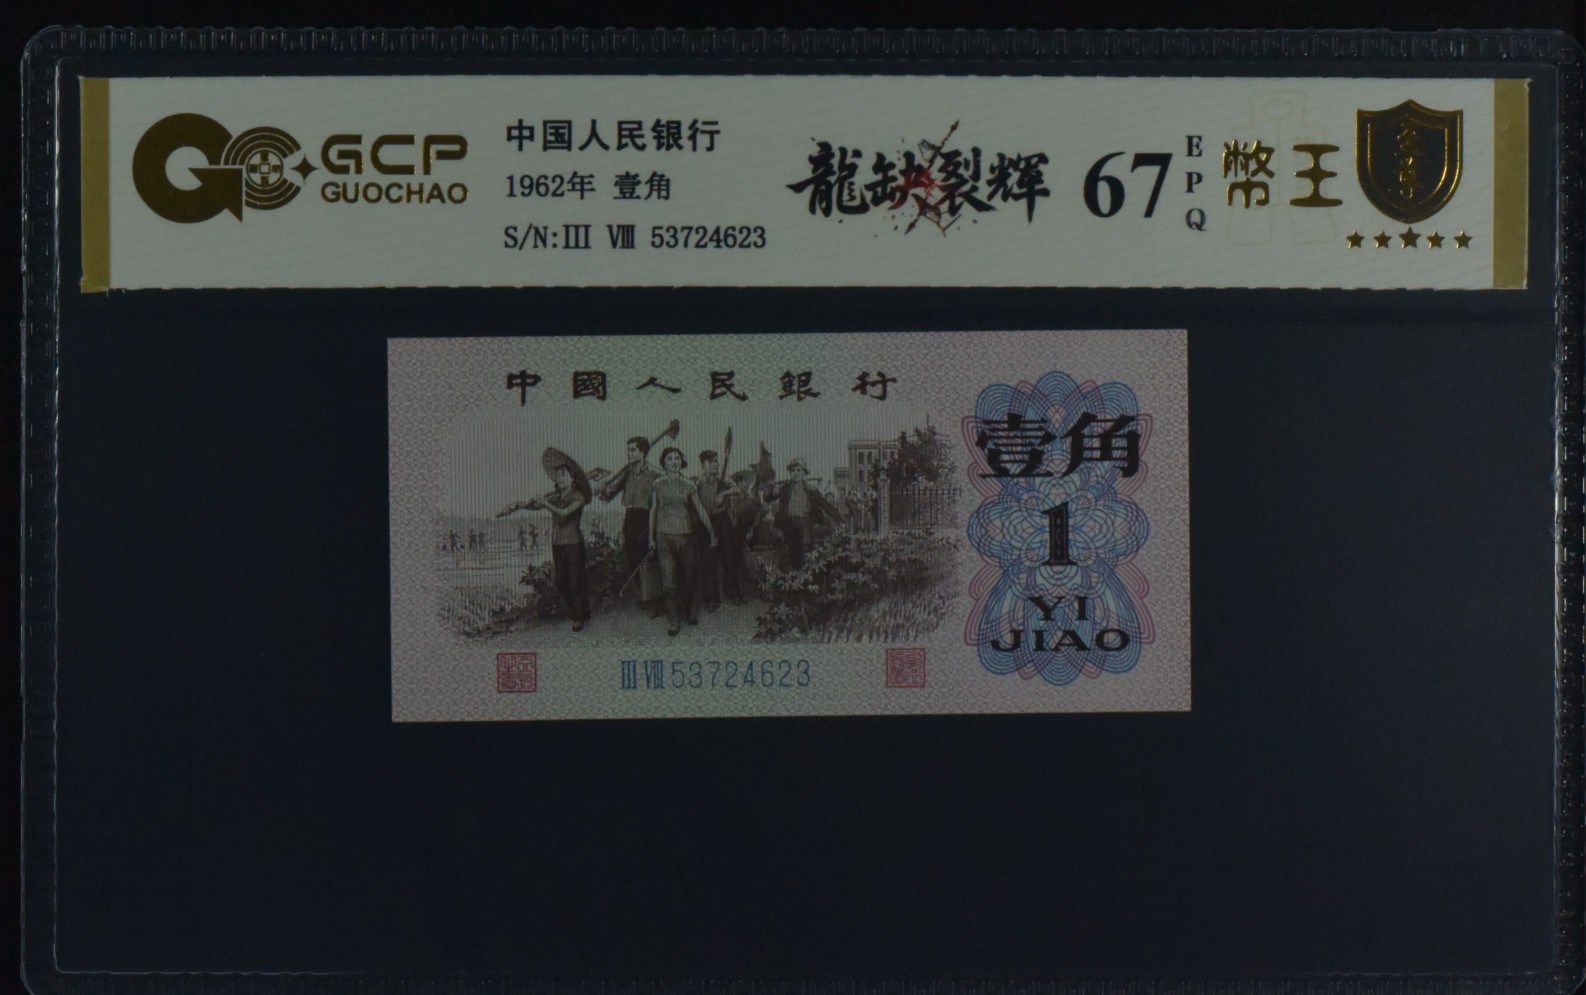 GCP
GUOCHAO
中国人民银行
1962年 壹角
S/N:III VIII 53724623
龍缺裂輝
67
EPQ
幣王
中國人民銀行
壹角
1
YI
JIAO
III VIII 53724623